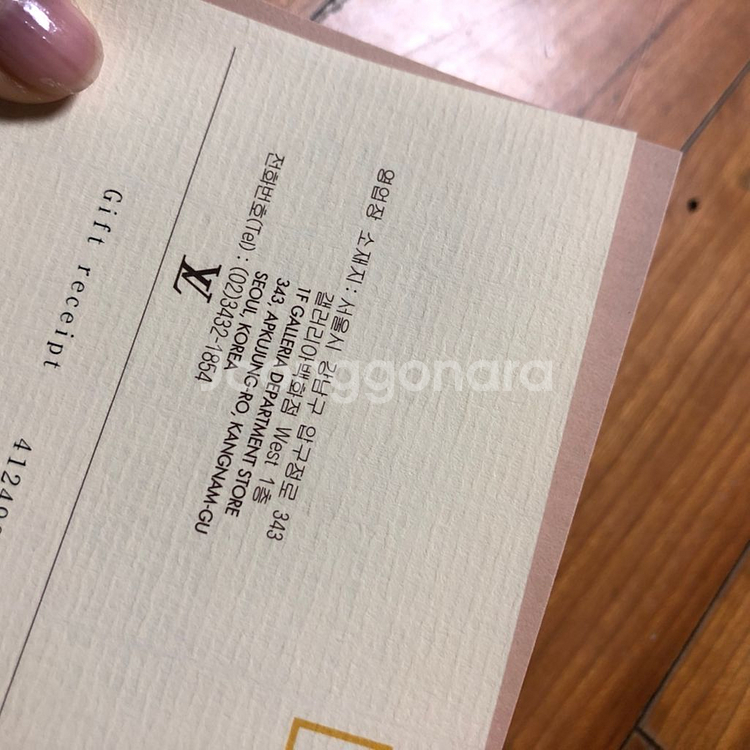 영업장 소재지 : 서울시 강남구 압구정로 343
갤러리아백화점 West 1층
1F GALLERIA DEPARTMENT STORE
343, APKUJUNG-RO, KANGNAM-GU
SEOUL, KOREA
전화번호(Tel) : (02)3432-1854
LV
Gift receipt